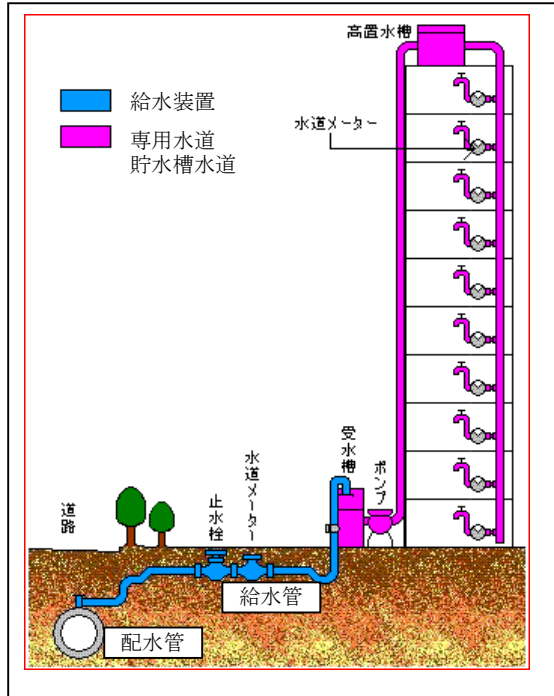 高置水槽
給水装置
専用水道
貯水槽水道
水道メーター
受水槽
ポンプ
水道メーター
止水栓
道路
給水管
配水管